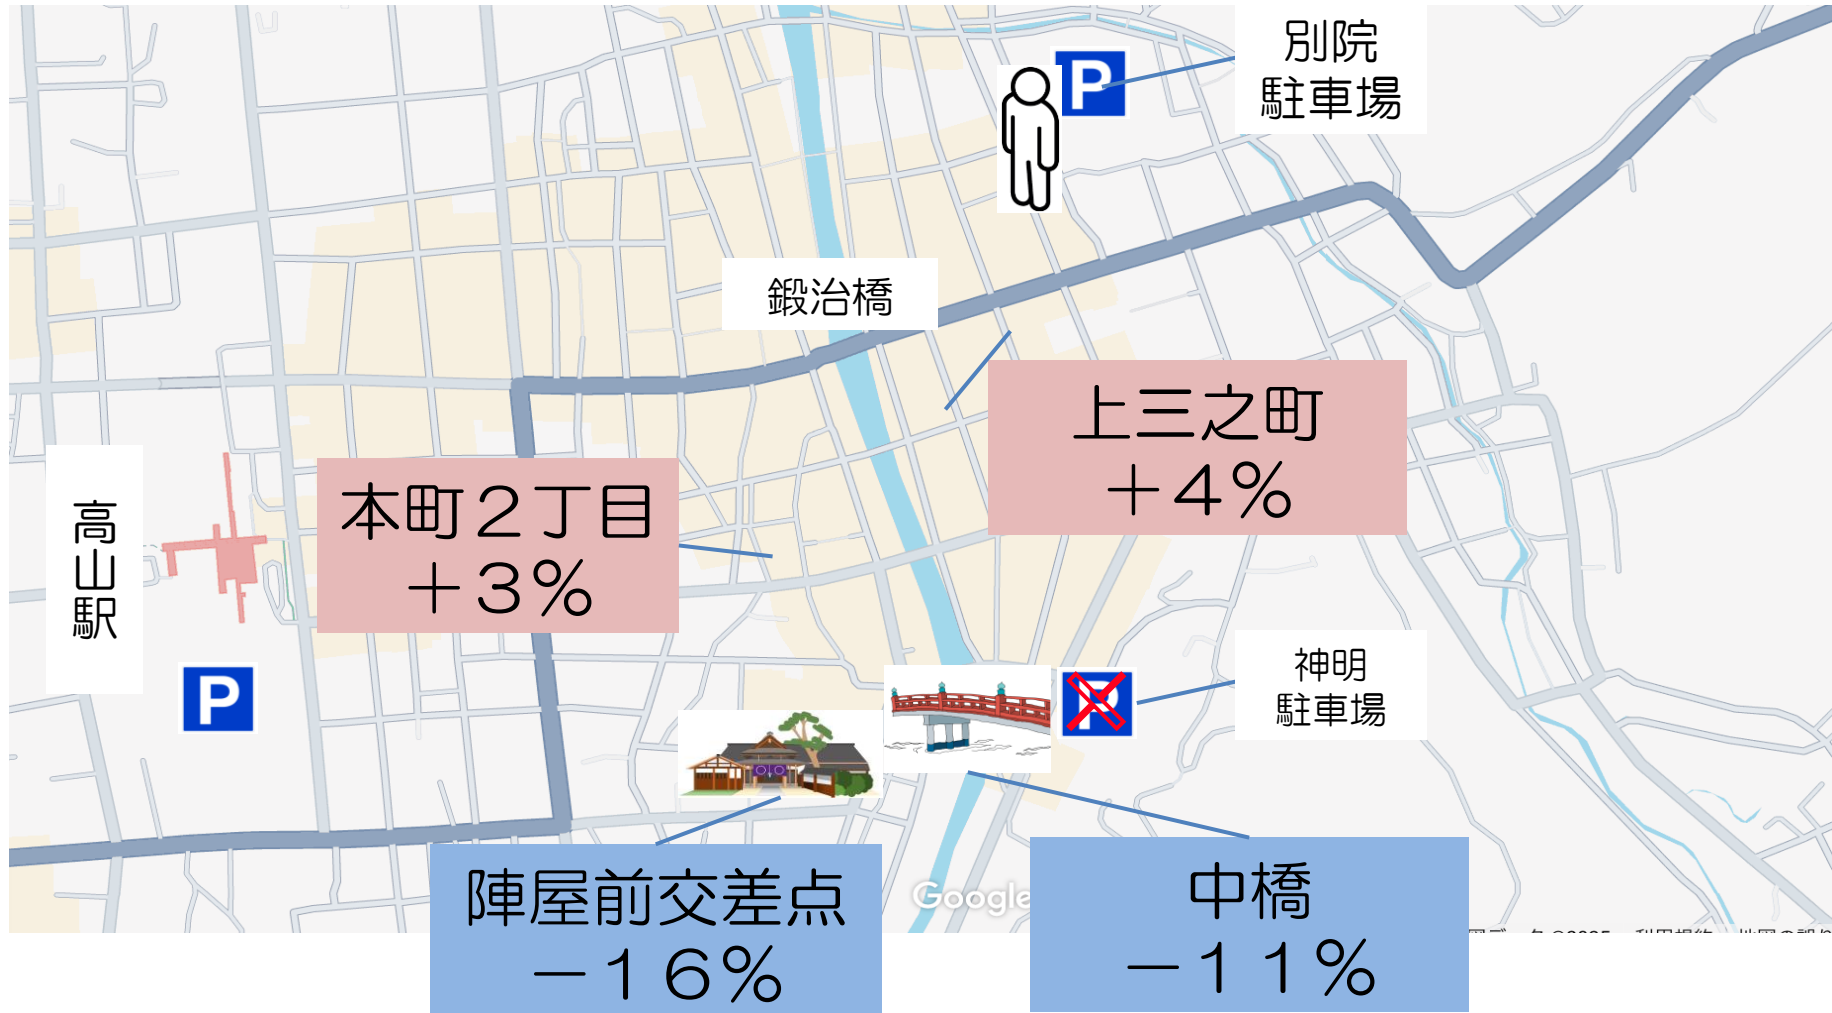 別院
駐車場
P
鍛冶橋
上三之町
＋４％
本町２丁目
＋３％
高山駅
P
神明
駐車場
P
陣屋前交差点
－１６％
中橋
－１１％
Google